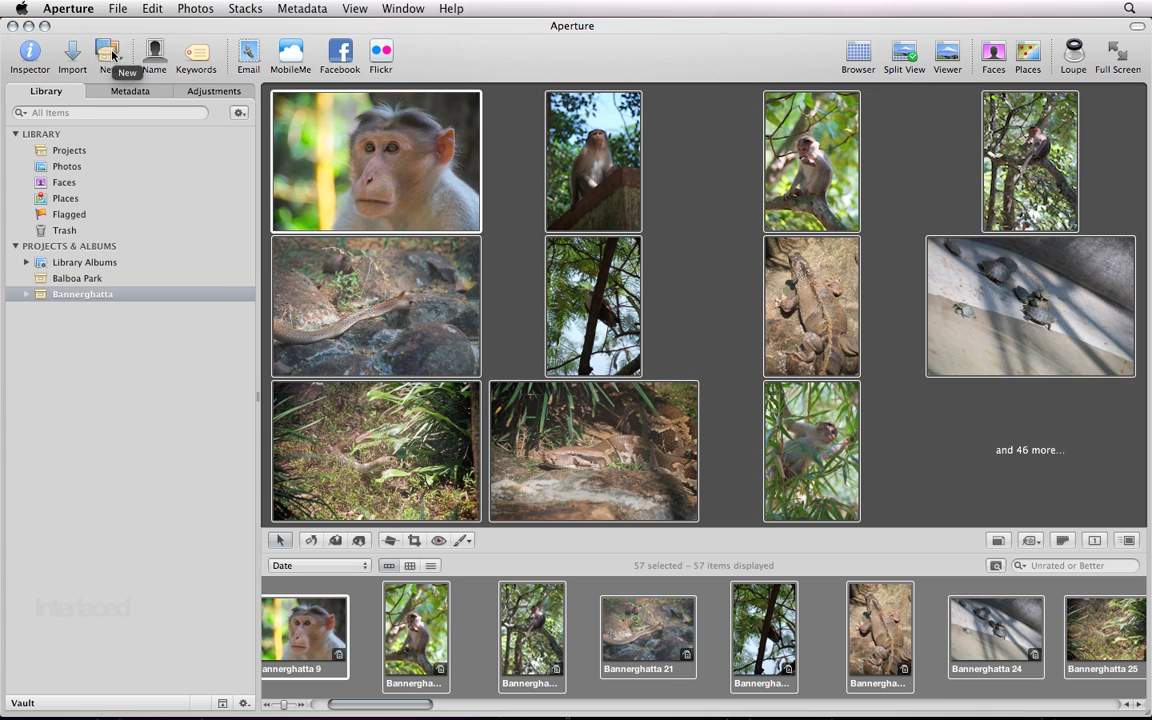 Aperture File Edit Photos Stacks Metadata View Window Help
Aperture
Inspector Import New Name Keywords Email MobileMe Facebook Flickr Browser Split View Viewer Faces Places Loupe Full Screen
New
Library Metadata Adjustments
All Items
LIBRARY
Projects
Photos
Faces
Places
Flagged
Trash
PROJECTS & ALBUMS
Library Albums
Balboa Park
Bannerghatta
and 46 more...
Date
57 selected – 57 items displayed
Unrated or Better
annerghatta 9
Bannergha...
Bannergha...
Bannerghatta 21
Bannergha...
Bannergha...
Bannerghatta 24
Bannerghatta 25
interlaced
Vault